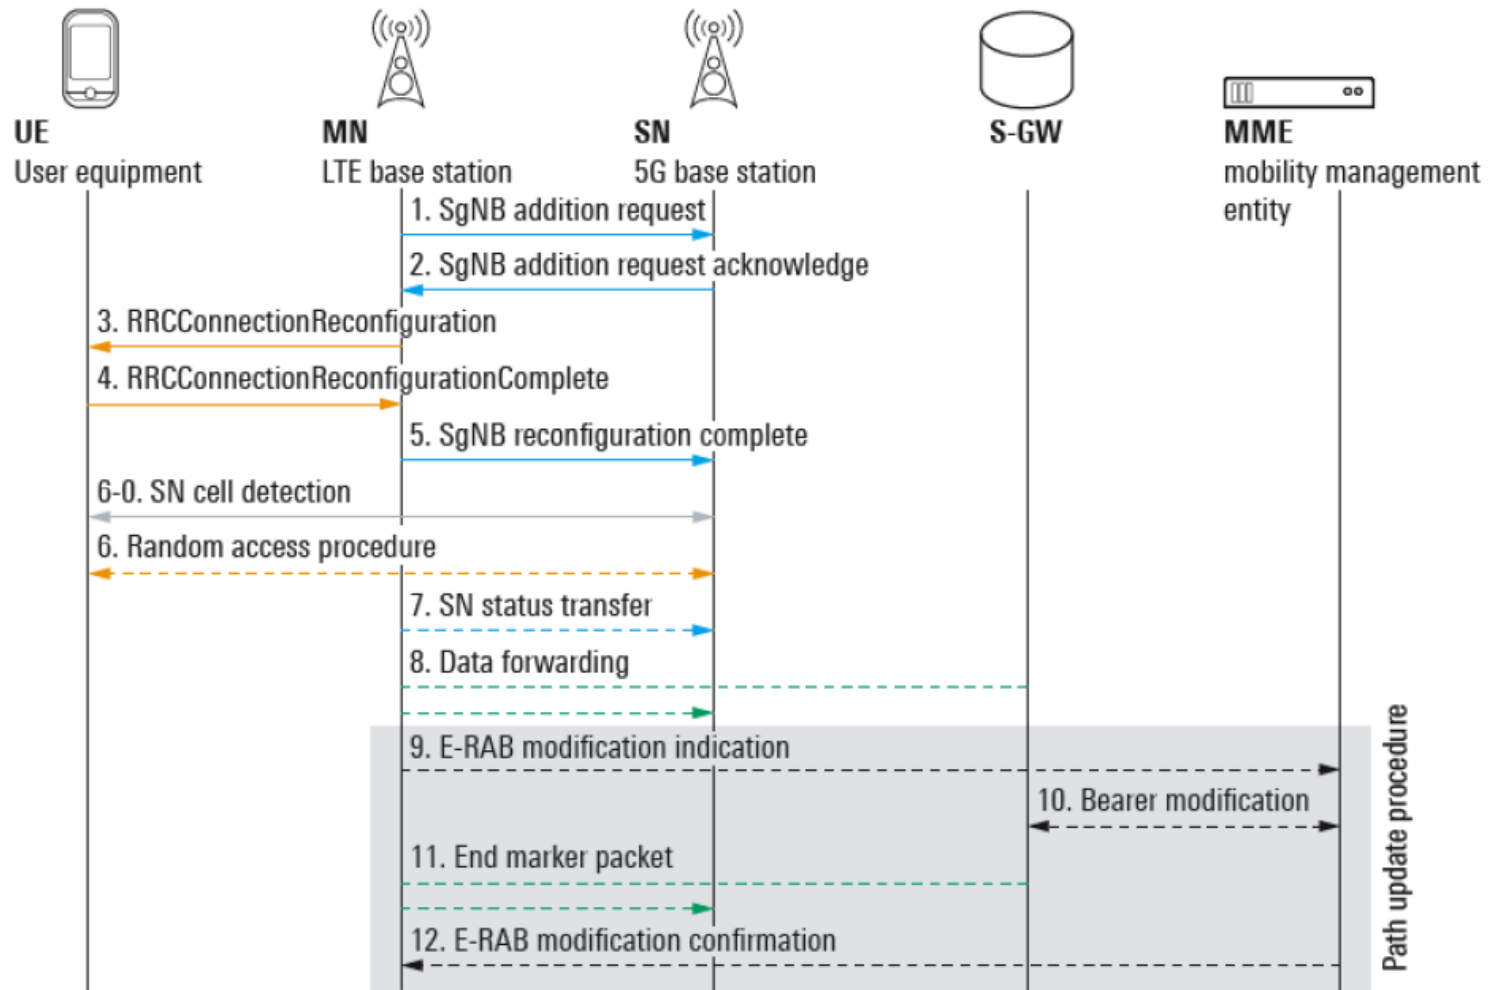 UE
User equipment
MN
LTE base station
SN
5G base station
S-GW
MME
mobility management
entity
1. SgNB addition request
2. SgNB addition request acknowledge
3. RRCConnectionReconfiguration
4. RRCConnectionReconfigurationComplete
5. SgNB reconfiguration complete
6-0. SN cell detection
6. Random access procedure
7. SN status transfer
8. Data forwarding
9. E-RAB modification indication
10. Bearer modification
11. End marker packet
12. E-RAB modification confirmation
Path update procedure